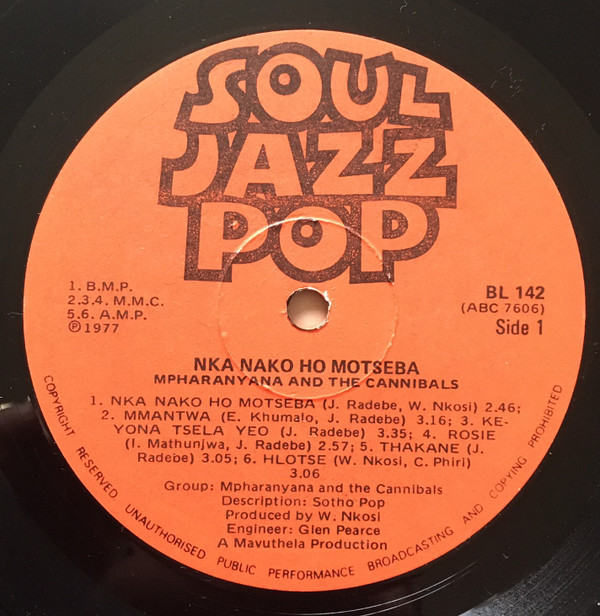 SOUL
JAZZ
POP
1. B.M.P.
2.3.4. M.M.C.
5.6. A.M.P.
Ⓟ 1977
BL 142
(ABC 7606)
Side 1
NKA NAKO HO MOTSEBA
MPHARANYANA AND THE CANNIBALS
1. NKA NAKO HO MOTSEBA (J. Radebe, W. Nkosi) 2.46;
2. MMANTWA (E. Khumalo, J. Radebe) 3.16; 3. KE-
YONA TSELA YEO (J. Radebe) 3.35; 4. ROSIE
(I. Mathunjwa, J. Radebe) 2.57; 5. THAKANE (J.
Radebe) 3.05; 6. HLOTSE (W. Nkosi, C. Phiri)
3.06
Group: Mpharanyana and the Cannibals
Description: Sotho Pop
Produced by W. Nkosi
Engineer: Glen Pearce
A Mavuthela Production
COPYRIGHT RESERVED UNAUTHORISED PUBLIC PERFORMANCE BROADCASTING AND COPYING PROHIBITED